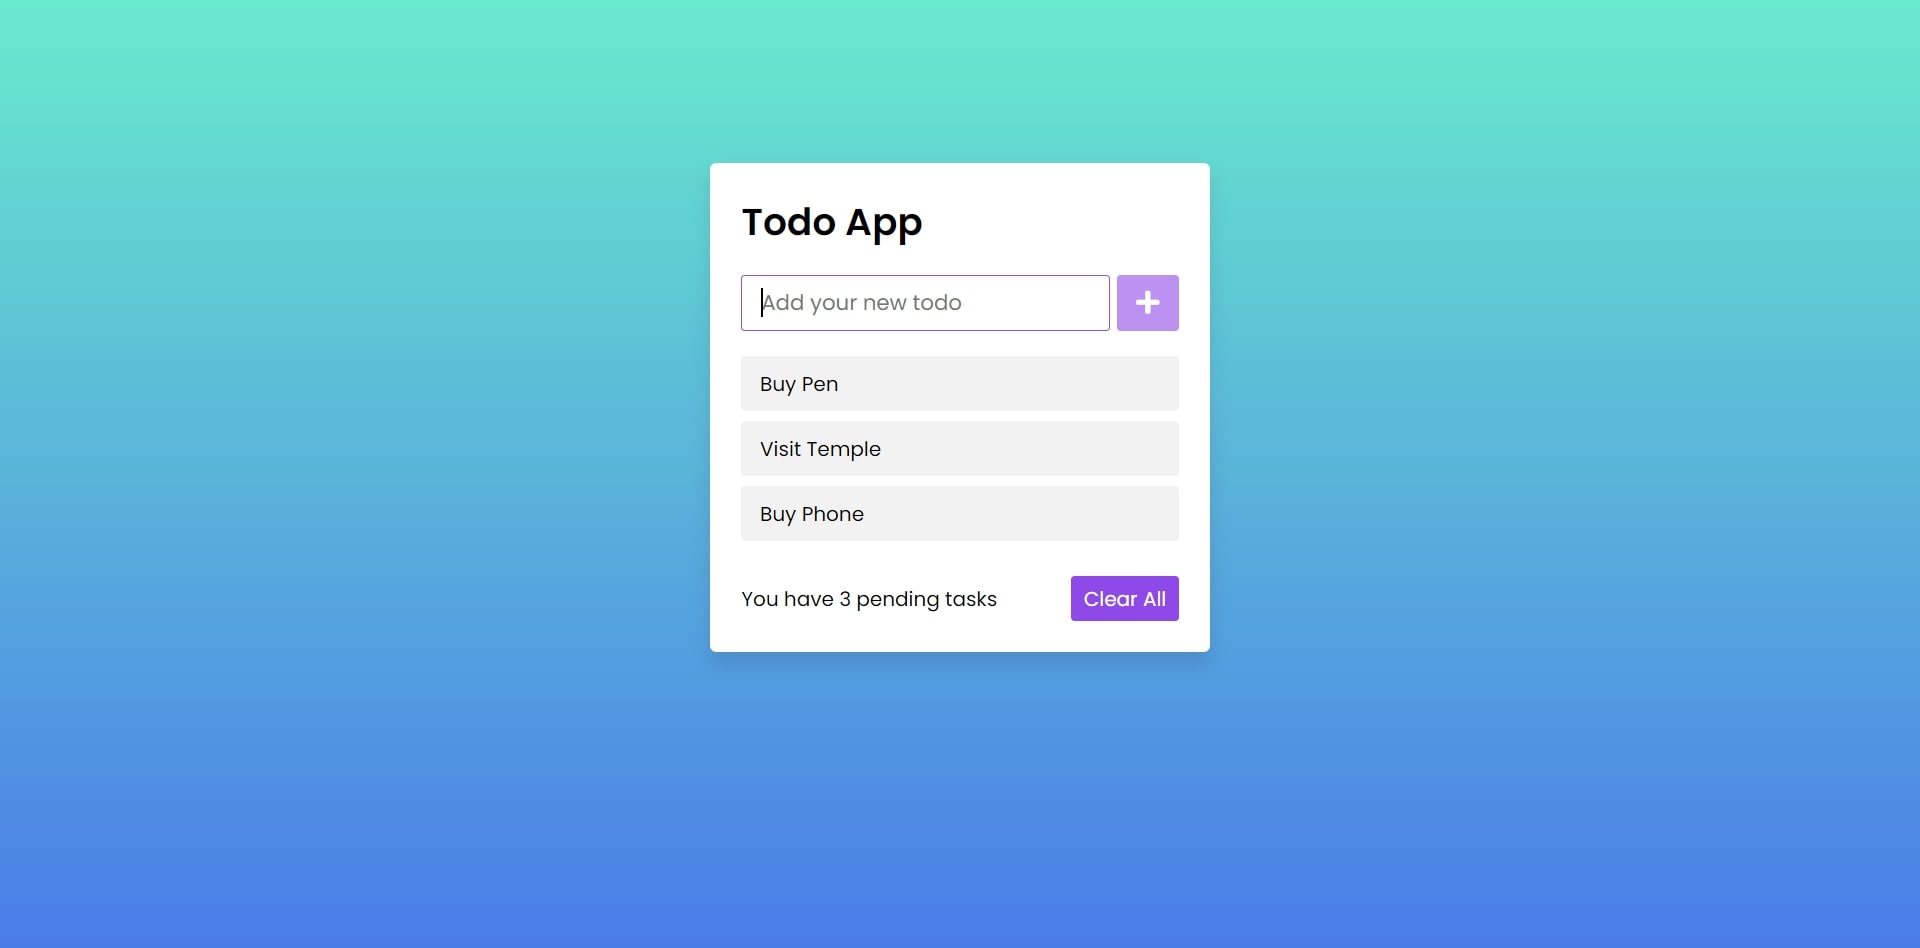 Todo App
Add your new todo
Buy Pen
Visit Temple
Buy Phone
You have 3 pending tasks
Clear All